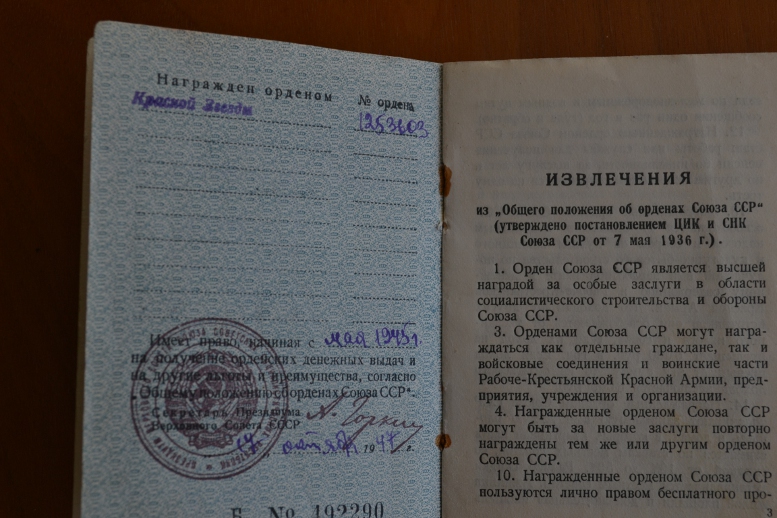 Награжден орденом
№ ордена
Красной Звезды
1253603
Имеет право, начиная с мая 1945 г.
на получение орденских денежных выдач и
на другие льготы и преимущества, согласно
„Общему положению об орденах Союза ССР“.
Секретарь Президиума
Верховного Совета СССР
А. Горкин
октября 1947 г.
Б № 192290
ИЗВЛЕЧЕНИЯ
из „Общего положения об орденах Союза ССР“
(утверждено постановлением ЦИК и СНК
Союза ССР от 7 мая 1936 г.).
1. Орден Союза ССР является высшей
наградой за особые заслуги в области
социалистического строительства и обороны
Союза ССР.
3. Орденами Союза ССР могут награ-
ждаться как отдельные граждане, так и
войсковые соединения и воинские части
Рабоче-Крестьянской Красной Армии, пред-
приятия, учреждения и организации.
4. Награжденные орденом Союза ССР
могут быть за новые заслуги повторно
награждены тем же или другим орденом
Союза ССР.
10. Награжденные орденом Союза ССР
пользуются лично правом бесплатного про-
3